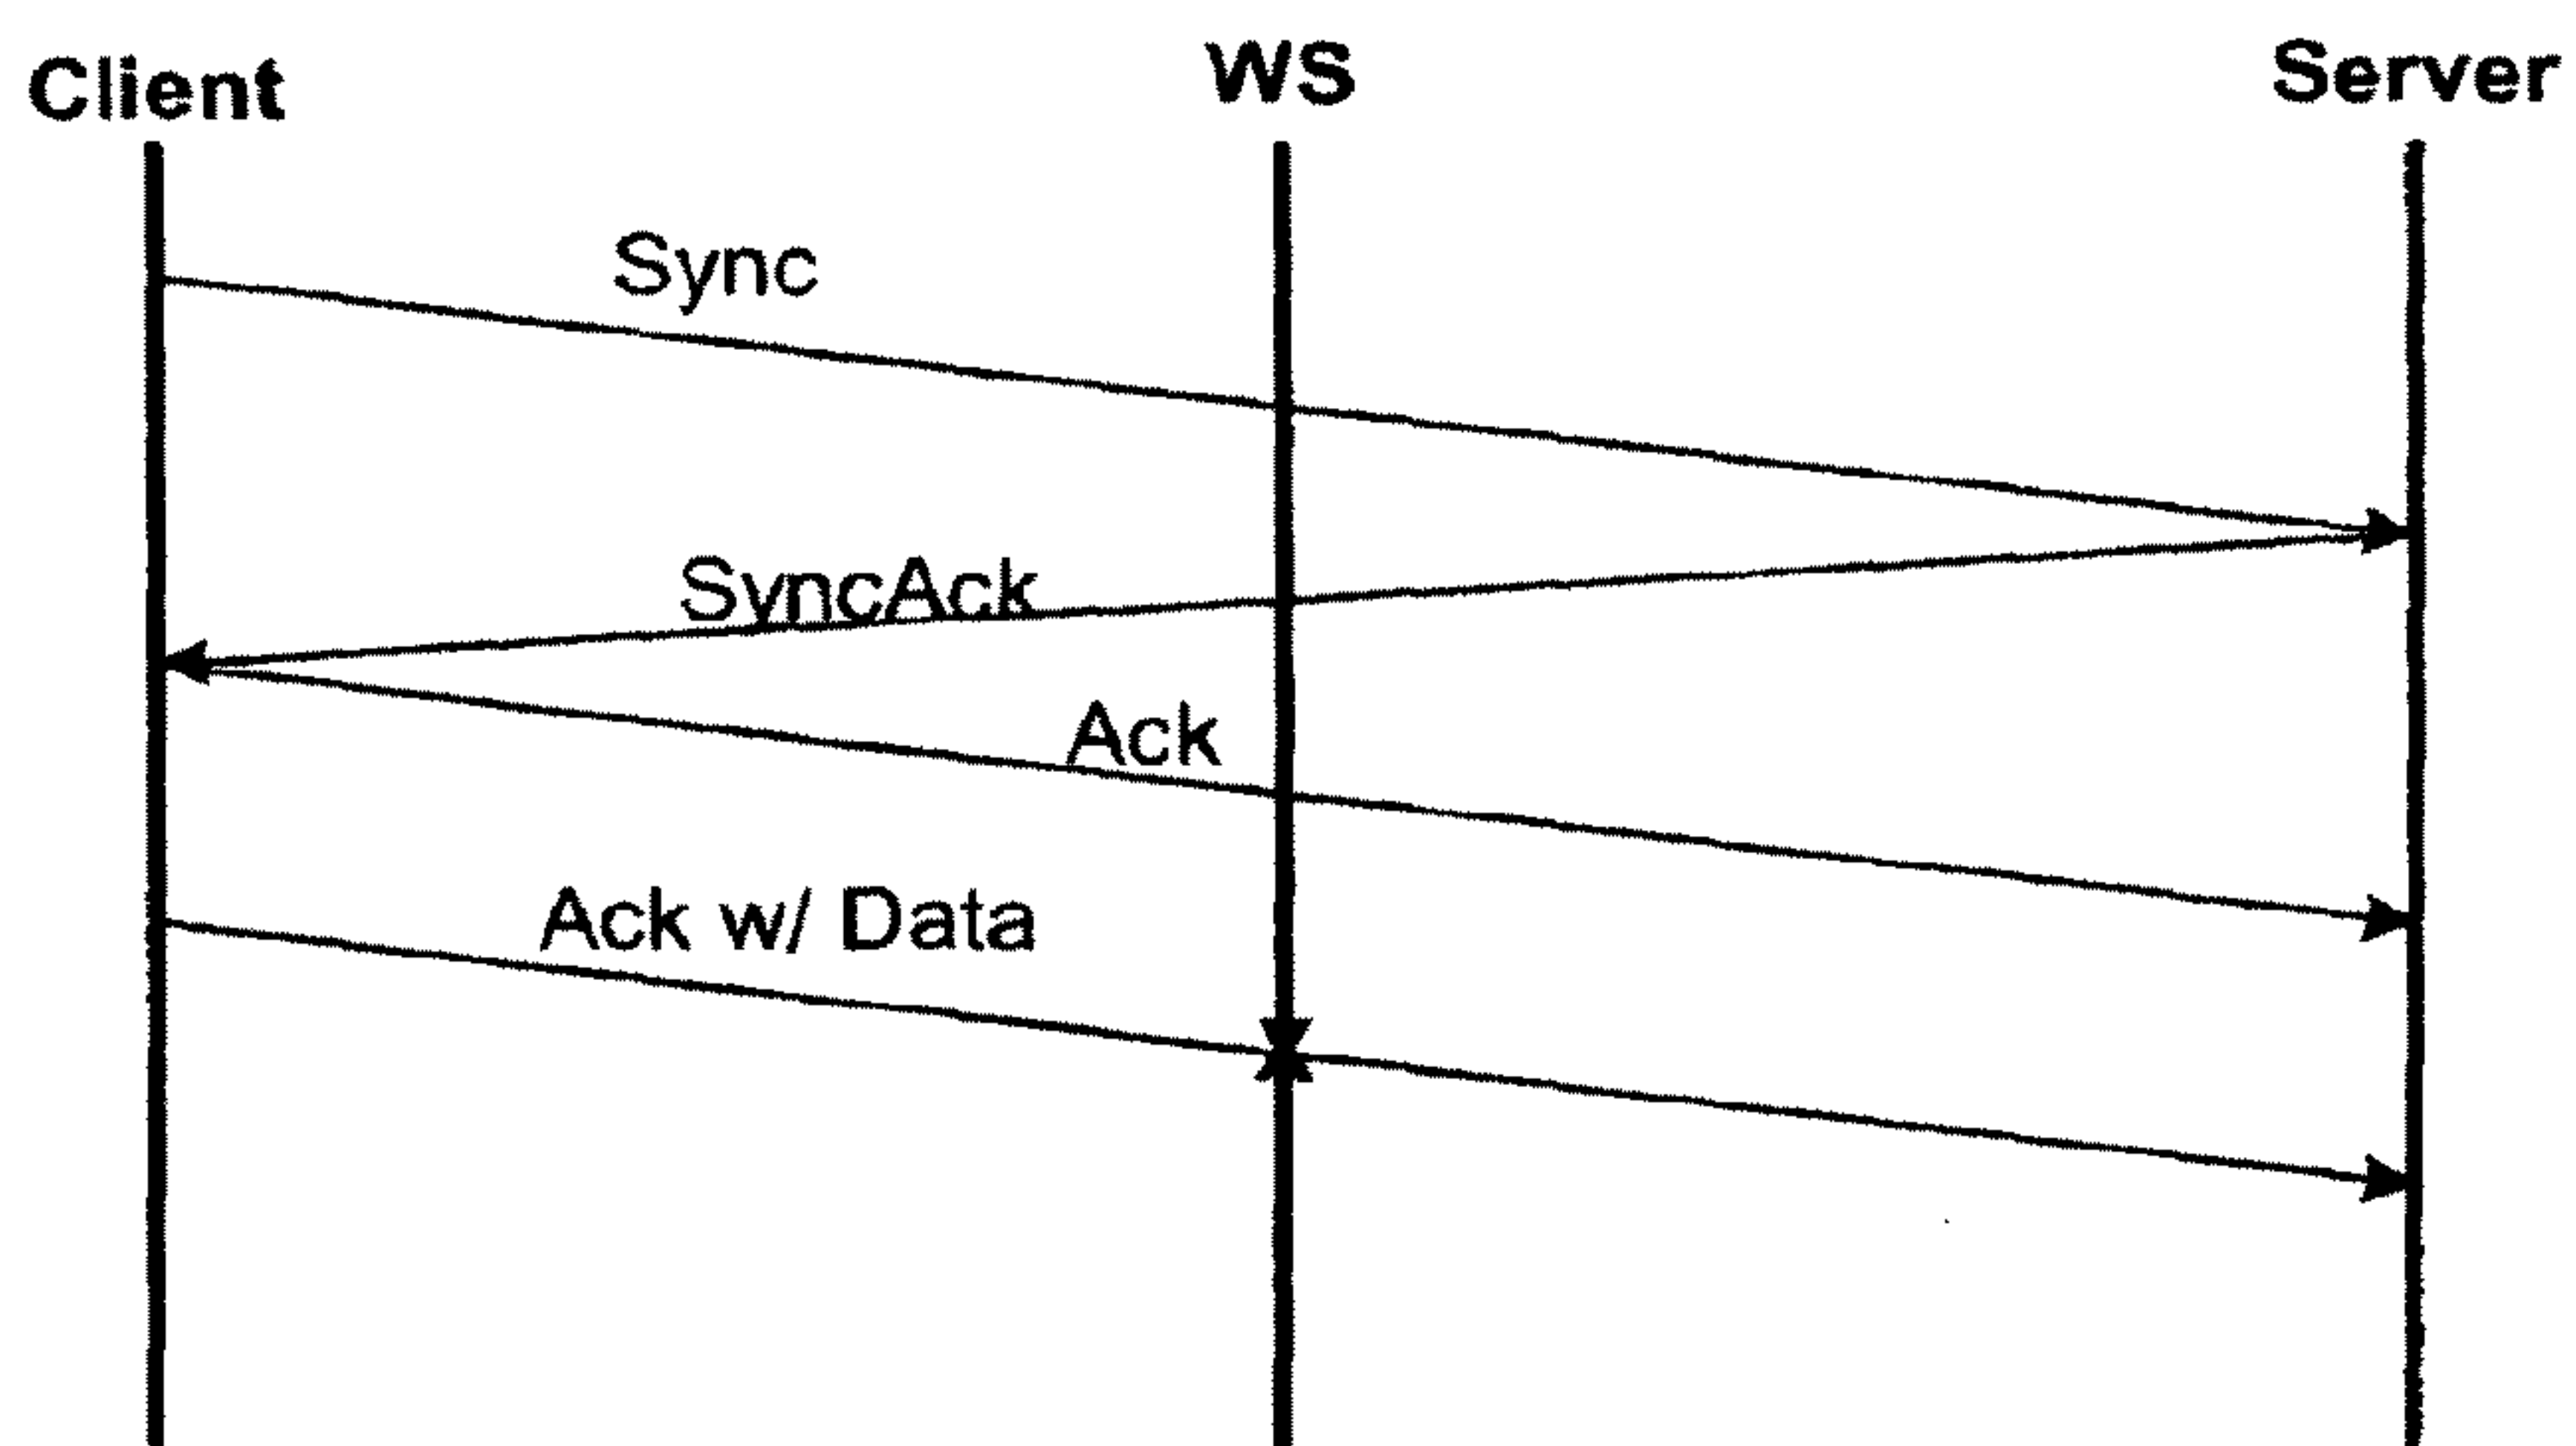 Client WS Server
Sync
SyncAck
Ack
Ack w/ Data